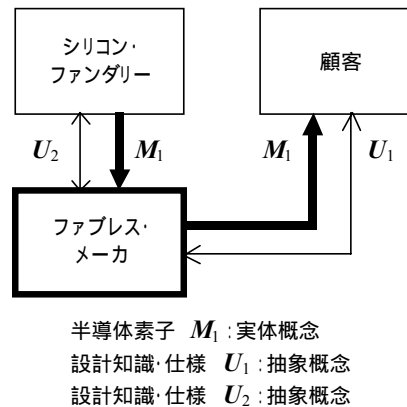 シリコン・
ファンダリー
顧客
U₂
M₁
M₁
U₁
ファブレス・
メーカ
半導体素子 M₁：実体概念
設計知識・仕様 U₁：抽象概念
設計知識・仕様 U₂：抽象概念